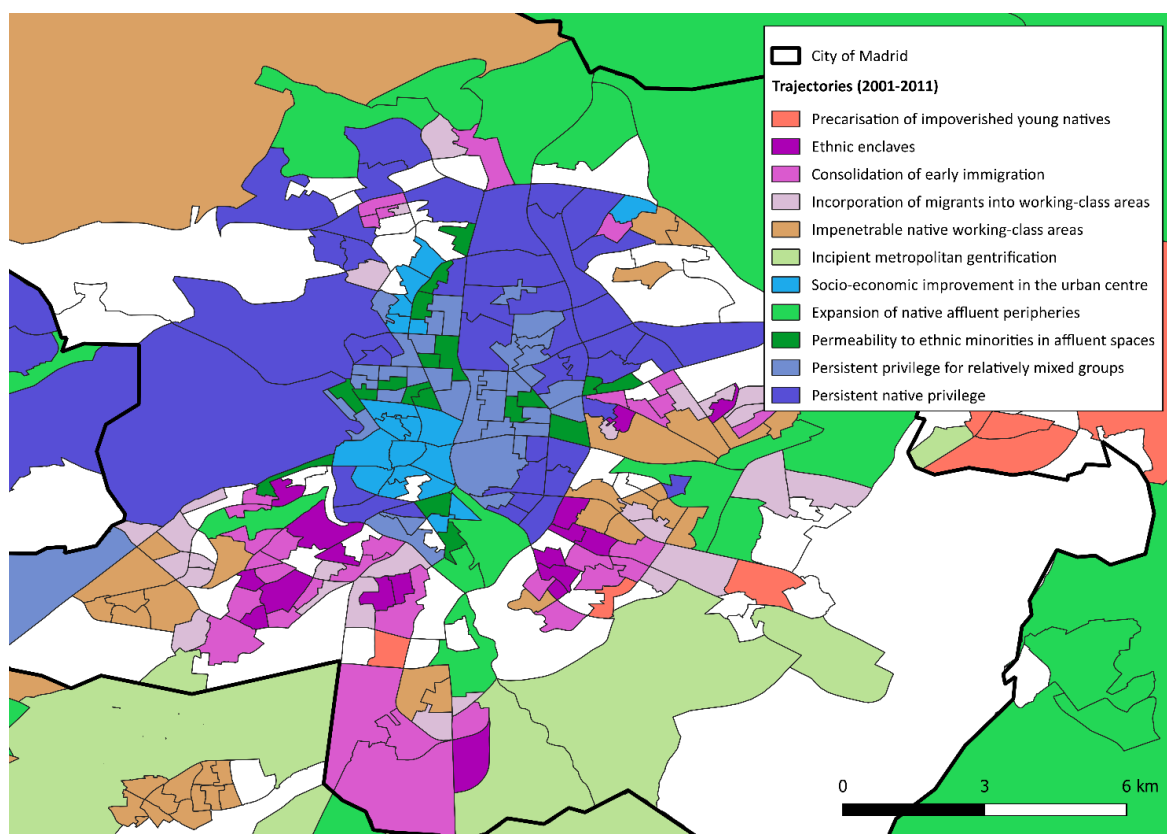 City of Madrid
Trajectories (2001-2011)
Precarisation of impoverished young natives
Ethnic enclaves
Consolidation of early immigration
Incorporation of migrants into working-class areas
Impenetrable native working-class areas
Incipient metropolitan gentrification
Socio-economic improvement in the urban centre
Expansion of native affluent peripheries
Permeability to ethnic minorities in affluent spaces
Persistent privilege for relatively mixed groups
Persistent native privilege
0 3 6 km